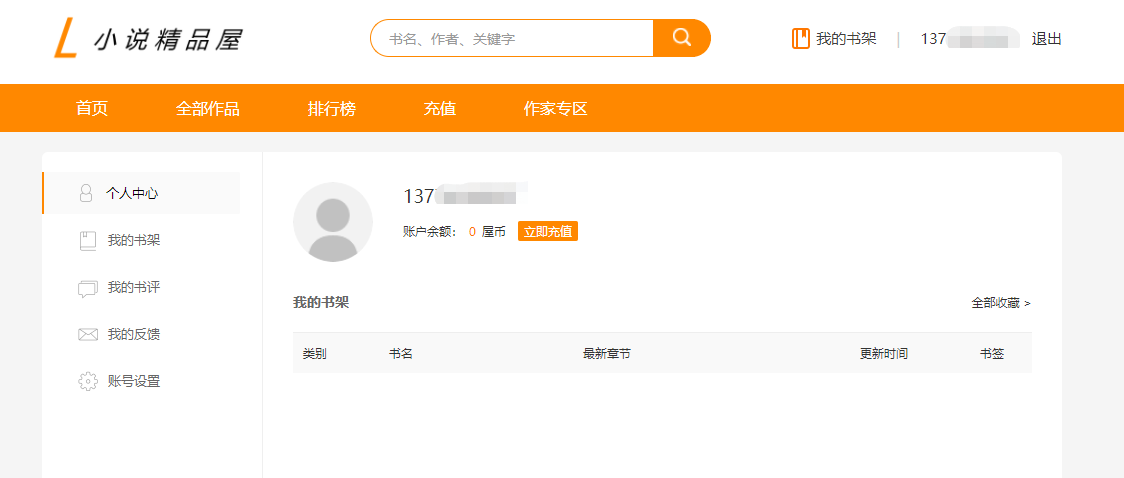 小说精品屋
书名、作者、关键字
我的书架 | 137 退出
首页 全部作品 排行榜 充值 作家专区
个人中心
我的书架
我的书评
我的反馈
账号设置
137
账户余额： 0 屋币 立即充值
我的书架 全部收藏 >
类别 书名 最新章节 更新时间 书签